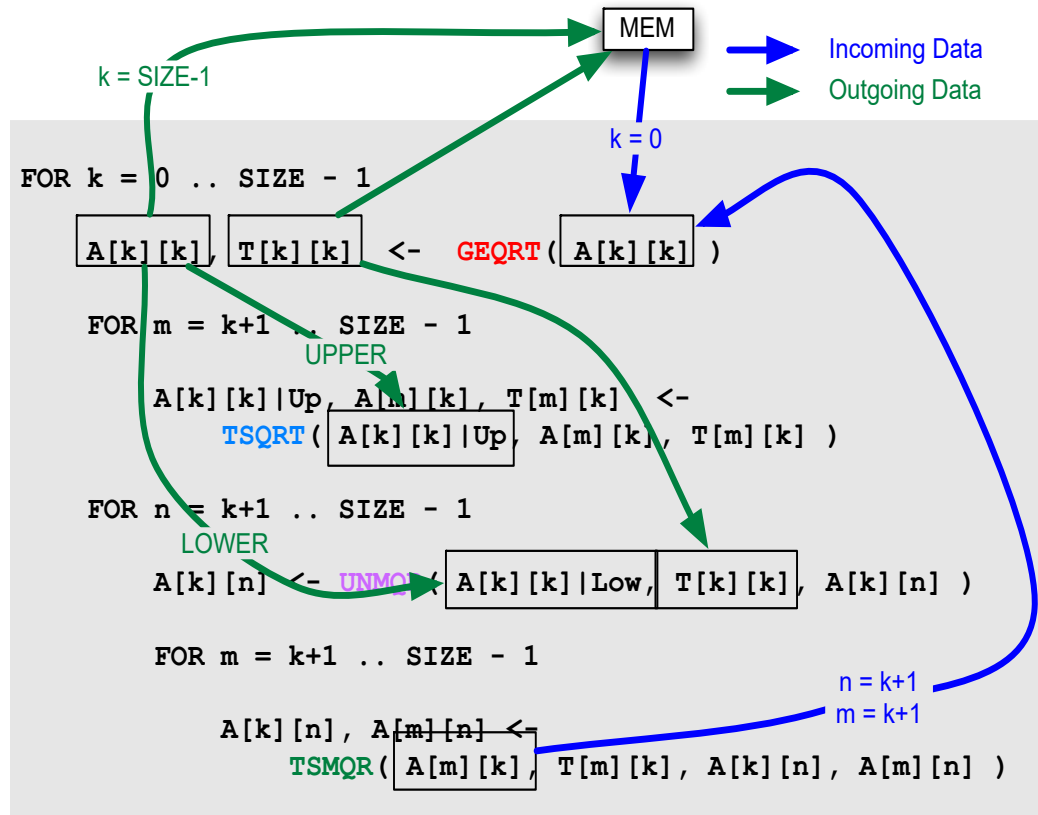 MEM
Incoming Data
Outgoing Data
k = SIZE-1
k = 0
FOR k = 0 .. SIZE - 1
A[k][k], T[k][k] <- GEQRT( A[k][k] )
FOR m = k+1 .. SIZE - 1
UPPER
A[k][k]|Up, A[m][k], T[m][k] <-
TSQRT( A[k][k]|Up, A[m][k], T[m][k] )
FOR n = k+1 .. SIZE - 1
LOWER
A[k][n] <- UNMQR( A[k][k]|Low, T[k][k], A[k][n] )
FOR m = k+1 .. SIZE - 1
n = k+1
m = k+1
A[k][n], A[m][n] <-
TSMQR( A[m][k], T[m][k], A[k][n], A[m][n] )